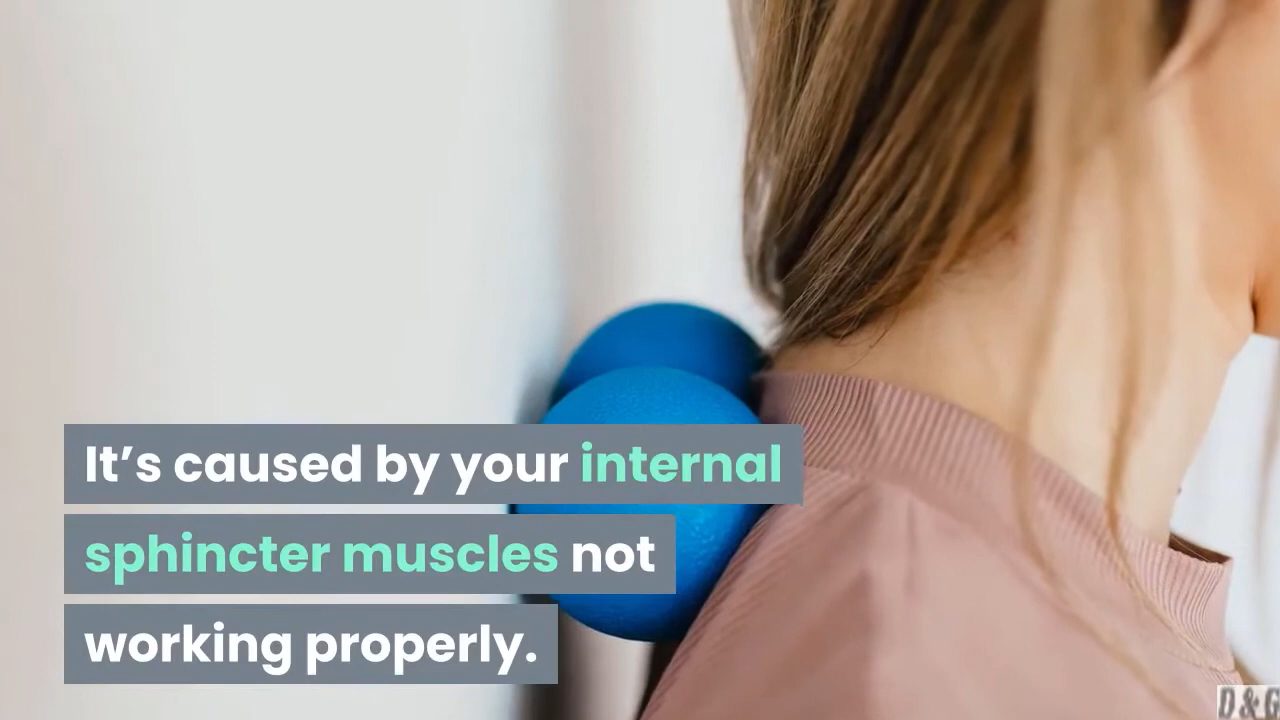 It’s caused by your internal
sphincter muscles not
working properly.
D & G